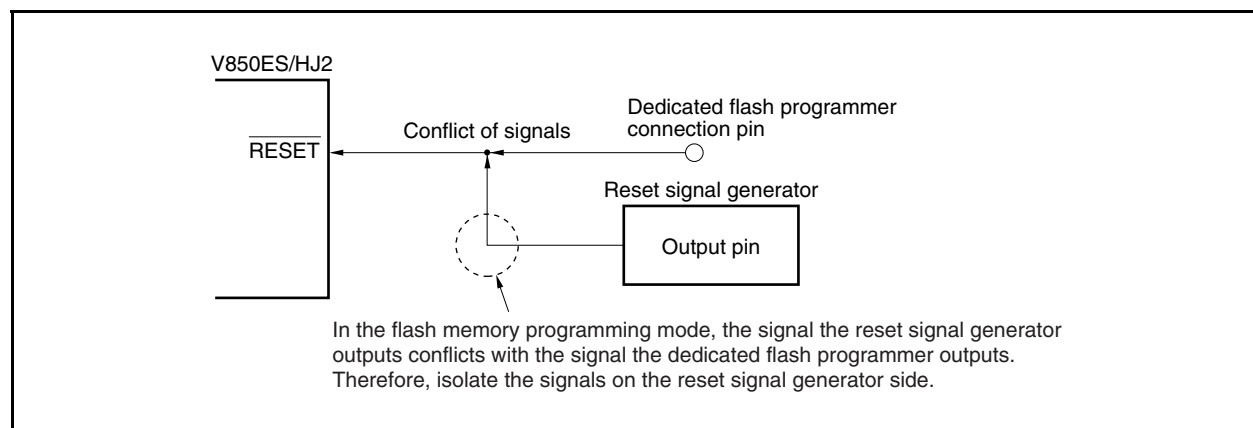 V850ES/HJ2
Dedicated flash programmer
connection pin
Conflict of signals
RESET
Reset signal generator
Output pin
In the flash memory programming mode, the signal the reset signal generator
outputs conflicts with the signal the dedicated flash programmer outputs.
Therefore, isolate the signals on the reset signal generator side.